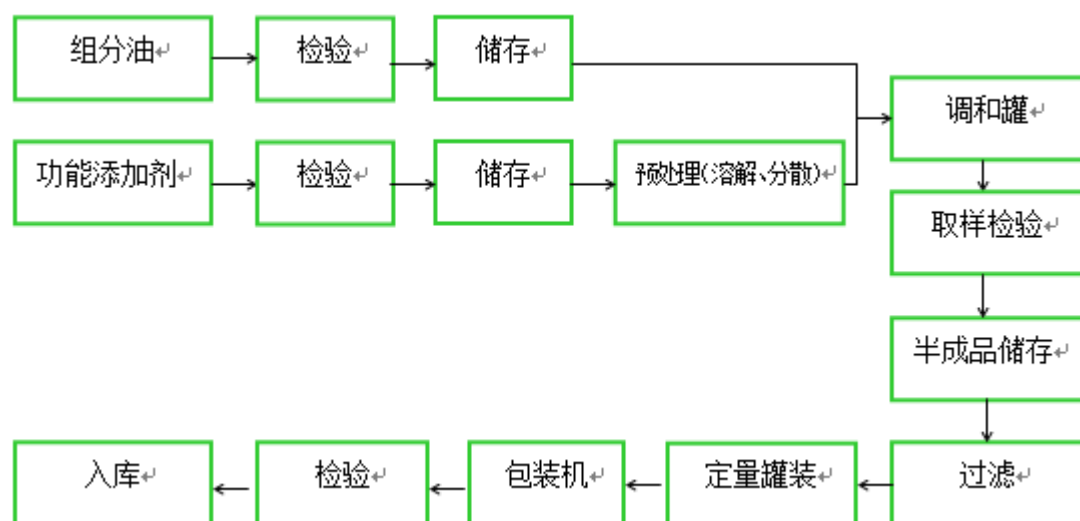 组分油
检验
储存
调和罐
功能添加剂
检验
储存
预处理(溶解、分散)
取样检验
半成品储存
入库
检验
包装机
定量罐装
过滤